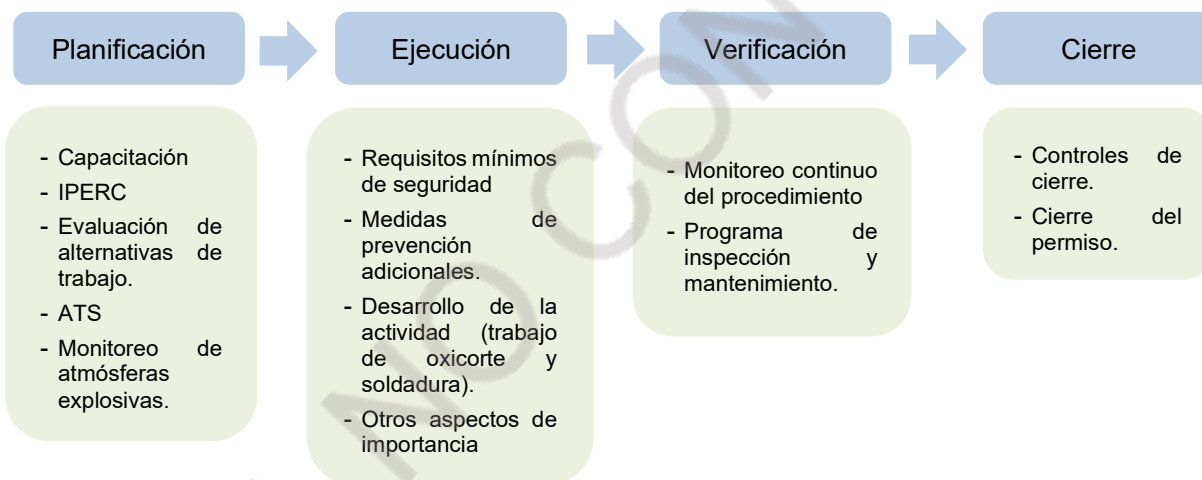 Planificación
Ejecución
Verificación
Cierre
- Capacitación
- IPERC
- Evaluación de
alternativas de
trabajo.
- ATS
- Monitoreo de
atmósferas
explosivas.
- Requisitos mínimos
de seguridad
- Medidas de
prevención
adicionales.
- Desarrollo de la
actividad (trabajo
de oxicorte y
soldadura).
- Otros aspectos de
importancia
- Monitoreo continuo
del procedimiento
- Programa de
inspección y
mantenimiento.
- Controles de
cierre.
- Cierre del
permiso.
NO CON